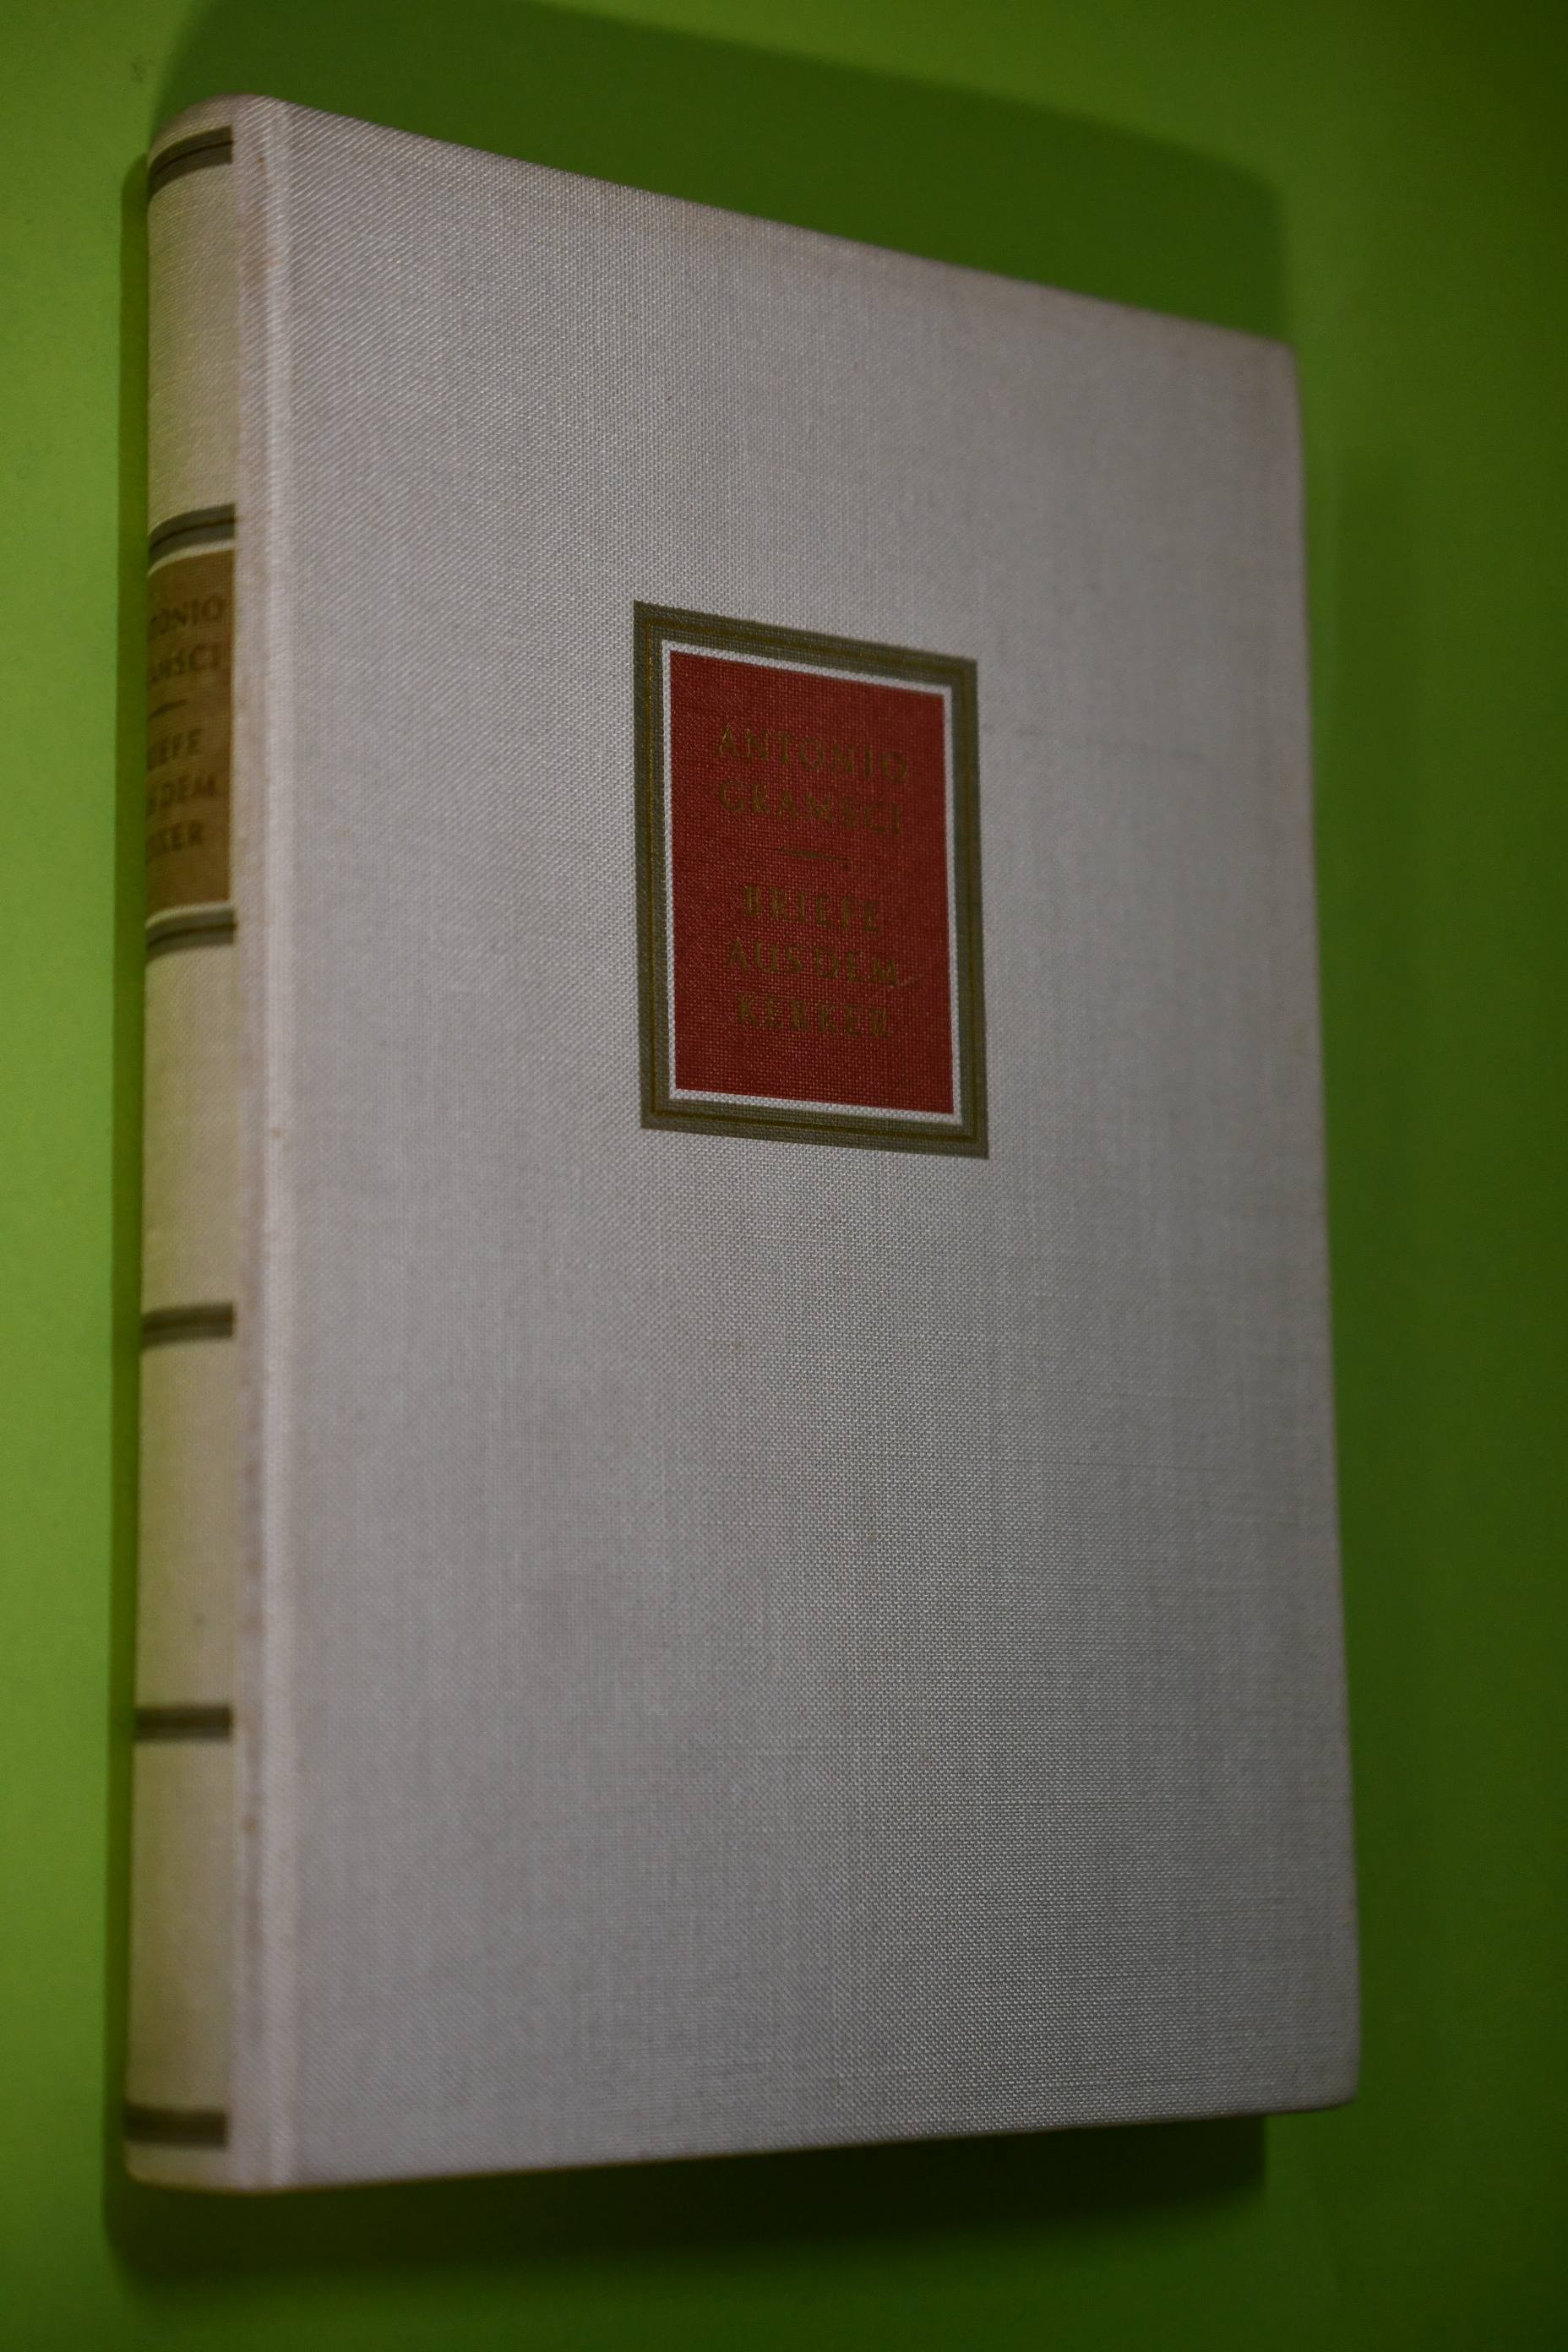 ANTONIO
GRAMSCI
BRIEFE
AUS DEM
KERKER